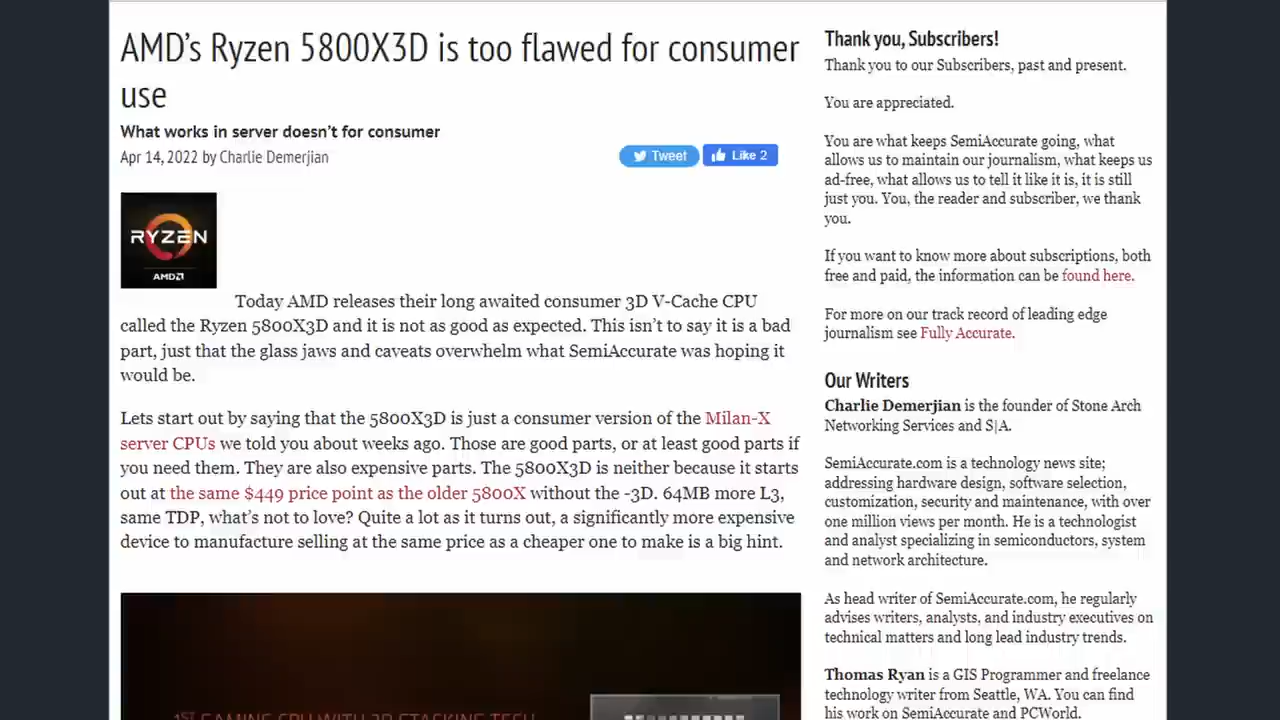 AMD's Ryzen 5800X3D is too flawed for consumer
use
What works in server doesn't for consumer
Apr 14, 2022 by Charlie Demerjian
Tweet
Like 2
RYZEN
AMD
Today AMD releases their long awaited consumer 3D V-Cache CPU
called the Ryzen 5800X3D and it is not as good as expected. This isn't to say it is a bad
part, just that the glass jaws and caveats overwhelm what SemiAccurate was hoping it
would be.
Lets start out by saying that the 5800X3D is just a consumer version of the Milan-X
server CPUs we told you about weeks ago. Those are good parts, or at least good parts if
you need them. They are also expensive parts. The 5800X3D is neither because it starts
out at the same $449 price point as the older 5800X without the -3D. 64MB more L3,
same TDP, what's not to love? Quite a lot as it turns out, a significantly more expensive
device to manufacture selling at the same price as a cheaper one to make is a big hint.
1ST GAMING CPU WITH 3D STACKING TECH
Thank you, Subscribers!
Thank you to our Subscribers, past and present.
You are appreciated.
You are what keeps SemiAccurate going, what
allows us to maintain our journalism, what keeps us
ad-free, what allows us to tell it like it is, it is still
just you. You, the reader and subscriber, we thank
you.
If you want to know more about subscriptions, both
free and paid, the information can be found here.
For more on our track record of leading edge
journalism see Fully Accurate.
Our Writers
Charlie Demerjian is the founder of Stone Arch
Networking Services and S|A.
SemiAccurate.com is a technology news site;
addressing hardware design, software selection,
customization, security and maintenance, with over
one million views per month. He is a technologist
and analyst specializing in semiconductors, system
and network architecture.
As head writer of SemiAccurate.com, he regularly
advises writers, analysts, and industry executives on
technical matters and long lead industry trends.
Thomas Ryan is a GIS Programmer and freelance
technology writer from Seattle, WA. You can find
his work on SemiAccurate and PCWorld.